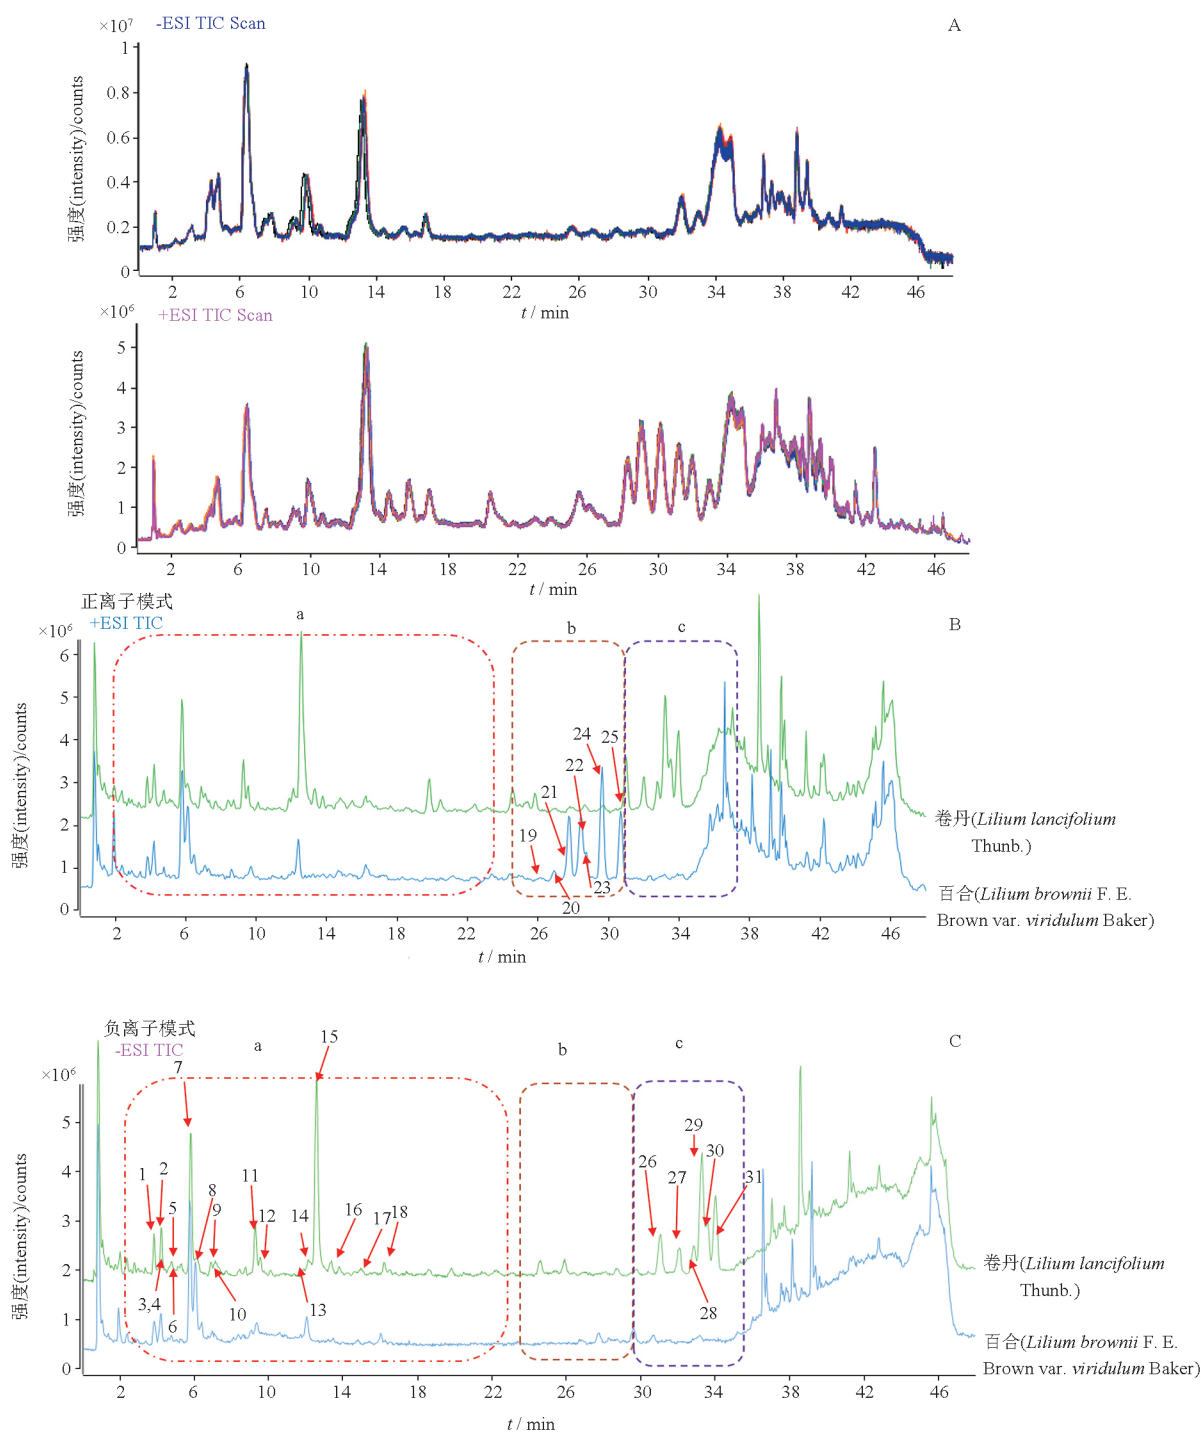 -ESI TIC Scan
A
×10⁷
1
0.8
0.6
0.4
0.2
0
强度(intensity)/counts
2 6 10 14 18 22 26 30 34 38 42 46
t / min
×10⁶
+ESI TIC Scan
5
4
3
2
1
0
强度(intensity)/counts
2 6 10 14 18 22 26 30 34 38 42 46
t / min
正离子模式
+ESI TIC
B
×10⁶
a
b
c
6
5
4
3
2
1
0
强度(intensity)/counts
24
25
22
21
19
23
20
卷丹(Lilium lancifolium
Thunb.)
百合(Lilium brownii F. E.
Brown var. viridulum Baker)
2 6 10 14 18 22 26 30 34 38 42 46
t / min
负离子模式
-ESI TIC
C
×10⁶
a
b
c
5
4
3
2
1
0
强度(intensity)/counts
7
15
1
2
5
8
9
11
12
14
16
17
18
3,4
6
10
13
29
30
26
27
31
28
卷丹(Lilium lancifolium
Thunb.)
百合(Lilium brownii F. E.
Brown var. viridulum Baker)
2 6 10 14 18 22 26 30 34 38 42 46
t / min